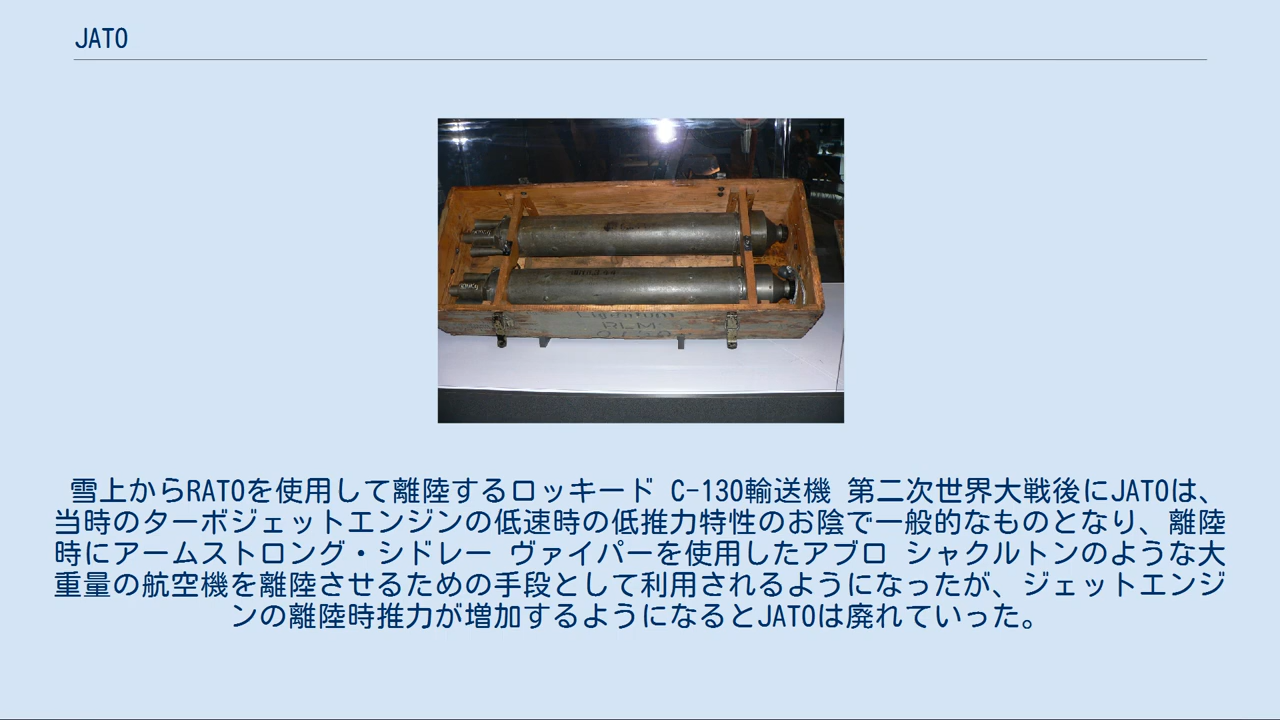 JATO
RLM
雪上からRATOを使用して離陸するロッキード C-130輸送機 第二次世界大戦後にJATOは、
当時のターボジェットエンジンの低速時の低推力特性のお陰で一般的なものとなり、離陸
時にアームストロング・シドレー ヴァイパーを使用したアブロ シャクルトンのような大
重量の航空機を離陸させるための手段として利用されるようになったが、ジェットエンジ
ンの離陸時推力が増加するようになるとJATOは廃れていった。